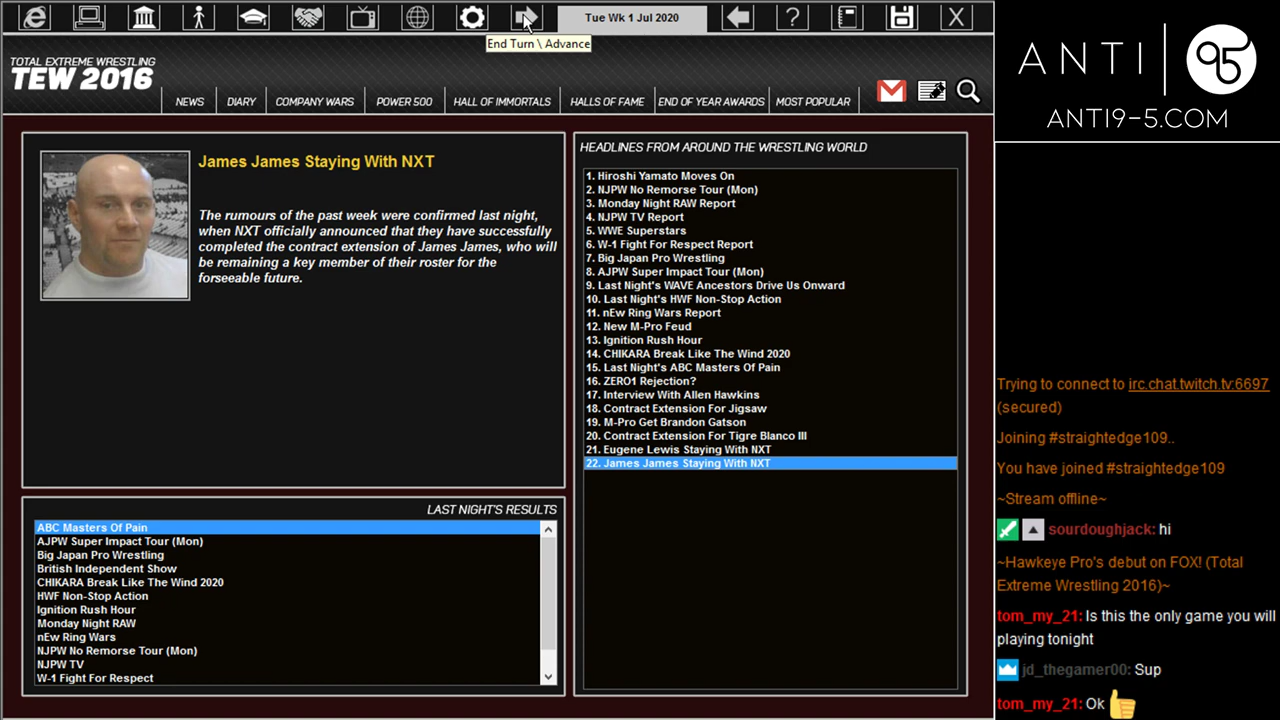 Tue Wk 1 Jul 2020
End Turn \ Advance
TOTAL EXTREME WRESTLING
TEW 2016
NEWS
DIARY
COMPANY WARS
POWER 500
HALL OF IMMORTALS
HALLS OF FAME
END OF YEAR AWARDS
MOST POPULAR
James James Staying With NXT
The rumours of the past week were confirmed last night,
when NXT officially announced that they have successfully
completed the contract extension of James James, who will
be remaining a key member of their roster for the
forseeable future.
HEADLINES FROM AROUND THE WRESTLING WORLD
1. Hiroshi Yamato Moves On
2. NJPW No Remorse Tour (Mon)
3. Monday Night RAW Report
4. NJPW TV Report
5. WWE Superstars
6. W-1 Fight For Respect Report
7. Big Japan Pro Wrestling
8. AJPW Super Impact Tour (Mon)
9. Last Night's WAVE Ancestors Drive Us Onward
10. Last Night's HWF Non-Stop Action
11. nEw Ring Wars Report
12. New M-Pro Feud
13. Ignition Rush Hour
14. CHIKARA Break Like The Wind 2020
15. Last Night's ABC Masters Of Pain
16. ZERO1 Rejection?
17. Interview With Allen Hawkins
18. Contract Extension For Jigsaw
19. M-Pro Get Brandon Gatson
20. Contract Extension For Tigre Blanco III
21. Eugene Lewis Staying With NXT
22. James James Staying With NXT
LAST NIGHT'S RESULTS
ABC Masters Of Pain
AJPW Super Impact Tour (Mon)
Big Japan Pro Wrestling
British Independent Show
CHIKARA Break Like The Wind 2020
HWF Non-Stop Action
Ignition Rush Hour
Monday Night RAW
nEw Ring Wars
NJPW No Remorse Tour (Mon)
NJPW TV
W-1 Fight For Respect
ANTI 95
ANTI9-5.COM
Trying to connect to irc.chat.twitch.tv:6697
(secured)
Joining #straightedge109..
You have joined #straightedge109
~Stream offline~
sourdoughjack: hi
~Hawkeye Pro's debut on FOX! (Total
Extreme Wrestling 2016)~
tom_my_21: Is this the only game you will
playing tonight
jd_thegamer00: Sup
tom_my_21: Ok